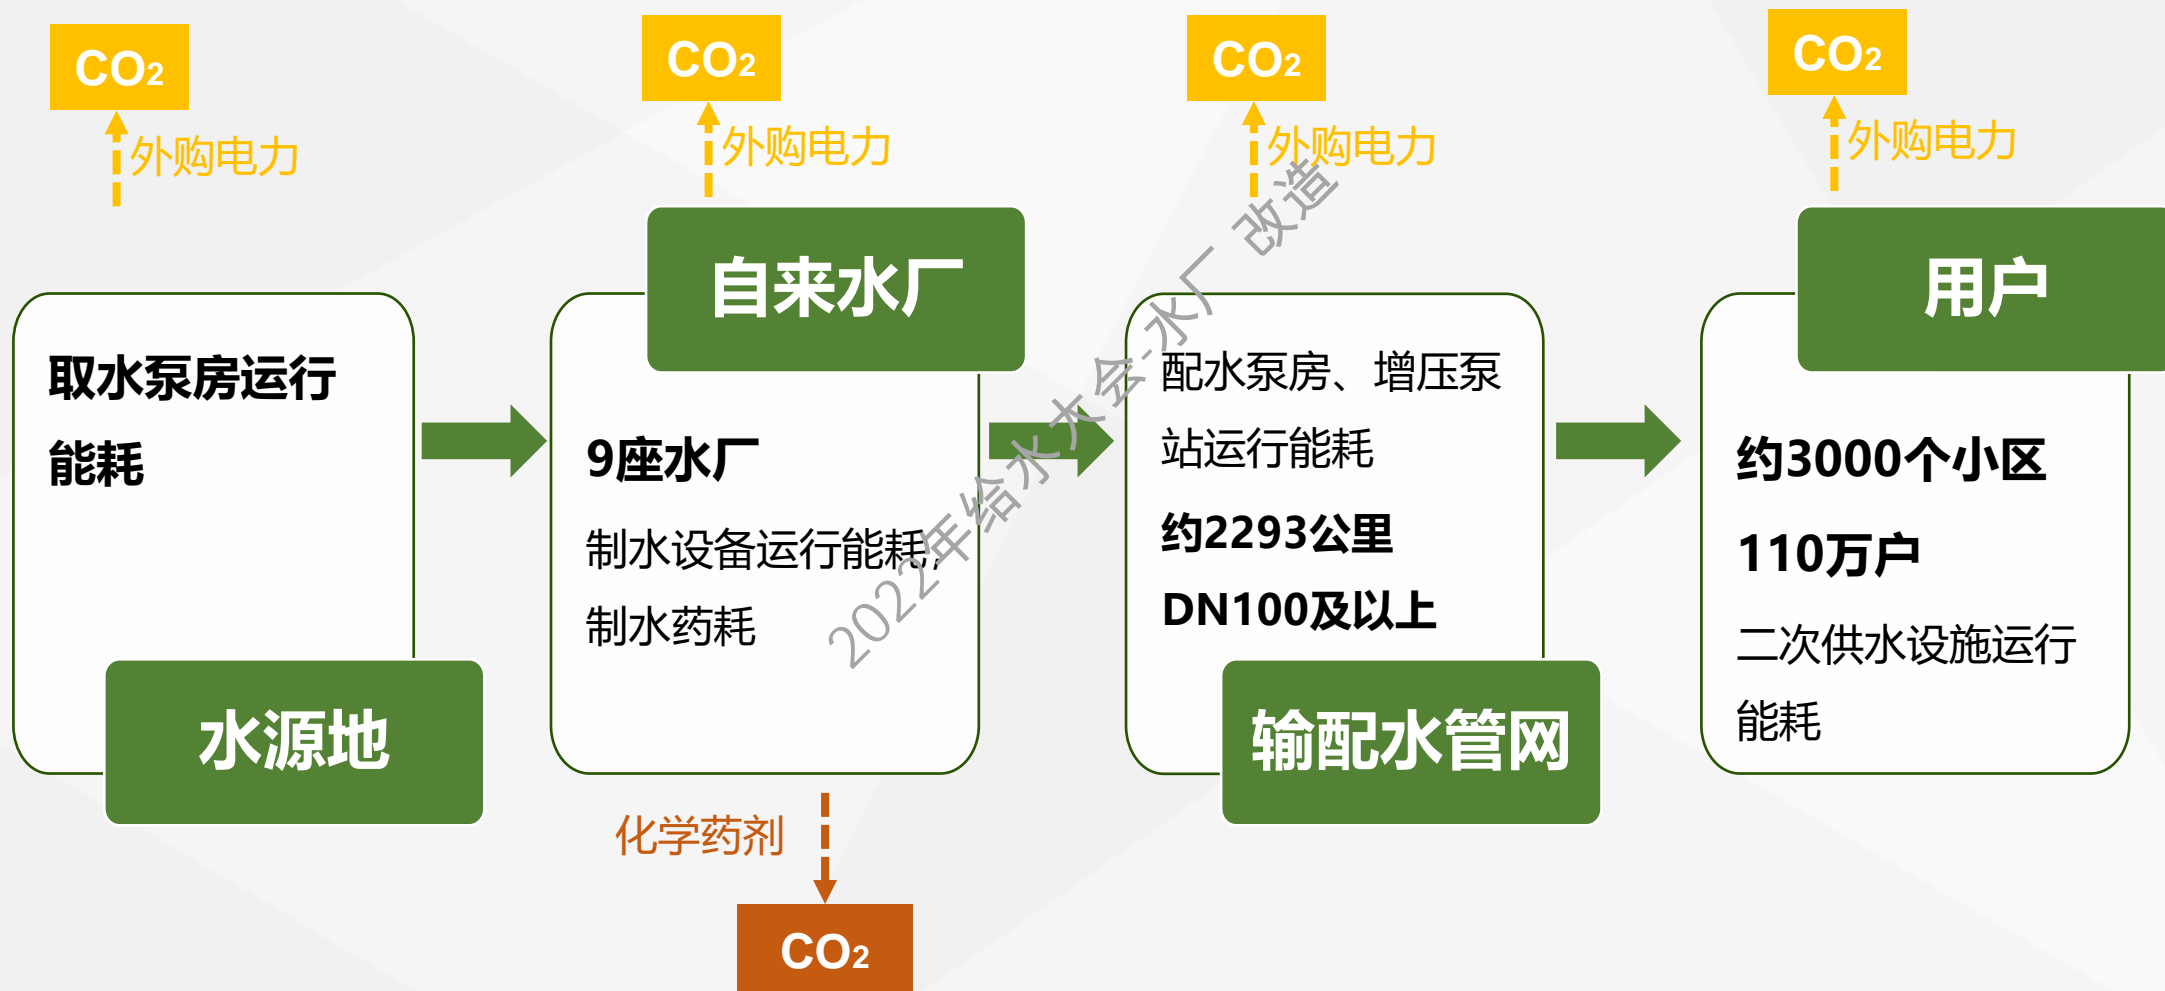 CO2
外购电力
取水泵房运行
能耗
水源地
CO2
外购电力
自来水厂
9座水厂
制水设备运行能耗，
制水药耗
化学药剂
CO2
CO2
外购电力
配水泵房、增压泵
站运行能耗
约2293公里
DN100及以上
输配水管网
CO2
外购电力
用户
约3000个小区
110万户
二次供水设施运行
能耗
2022年给水大会-水厂 改造